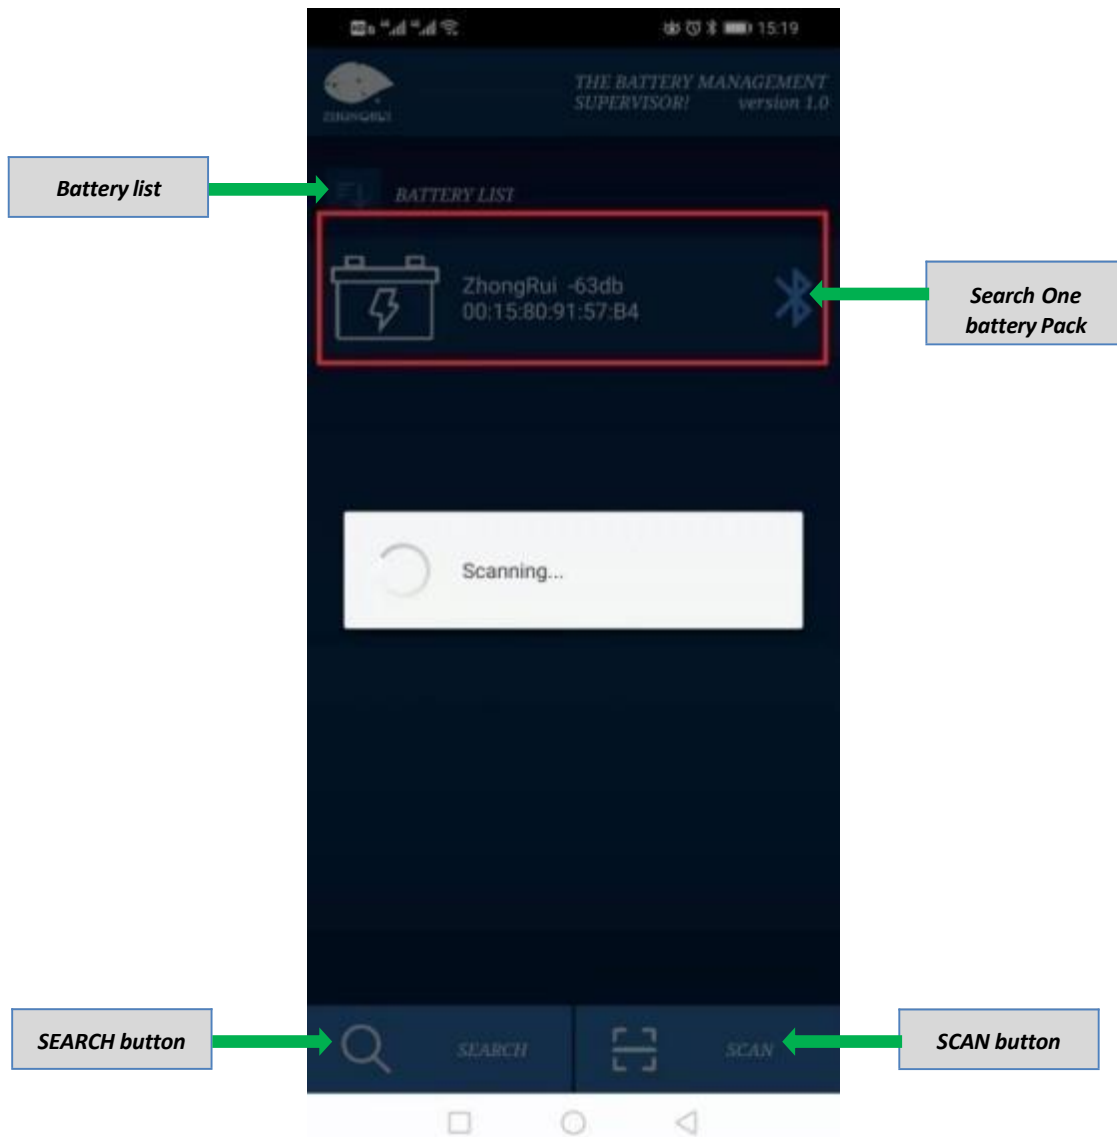 15:19
ZHONGRUI
THE BATTERY MANAGEMENT
SUPERVISOR! version 1.0
Battery list
BATTERY LIST
ZhongRui -63db
00:15:80:91:57:B4
Search One
battery Pack
Scanning...
SEARCH button
SEARCH
SCAN
SCAN button